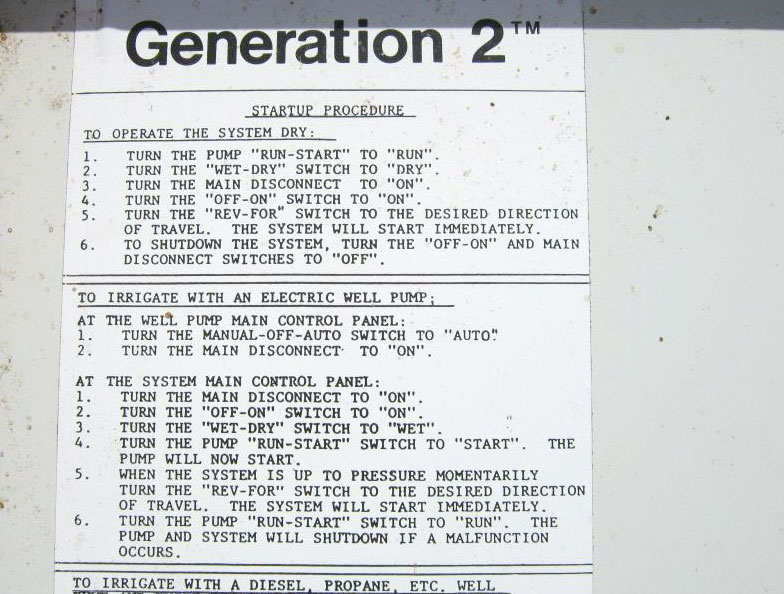 Generation 2™
STARTUP PROCEDURE
TO OPERATE THE SYSTEM DRY:
1. TURN THE PUMP "RUN-START" TO "RUN".
2. TURN THE "WET-DRY" SWITCH TO "DRY".
3. TURN THE MAIN DISCONNECT TO "ON".
4. TURN THE "OFF-ON" SWITCH TO "ON".
5. TURN THE "REV-FOR" SWITCH TO THE DESIRED DIRECTION
OF TRAVEL. THE SYSTEM WILL START IMMEDIATELY.
6. TO SHUTDOWN THE SYSTEM, TURN THE "OFF-ON" AND MAIN
DISCONNECT SWITCHES TO "OFF".
TO IRRIGATE WITH AN ELECTRIC WELL PUMP;
AT THE WELL PUMP MAIN CONTROL PANEL:
1. TURN THE MANUAL-OFF-AUTO SWITCH TO "AUTO".
2. TURN THE MAIN DISCONNECT TO "ON".
AT THE SYSTEM MAIN CONTROL PANEL:
1. TURN THE MAIN DISCONNECT TO "ON".
2. TURN THE "OFF-ON" SWITCH TO "ON".
3. TURN THE "WET-DRY" SWITCH TO "WET".
4. TURN THE PUMP "RUN-START" SWITCH TO "START". THE
PUMP WILL NOW START.
5. WHEN THE SYSTEM IS UP TO PRESSURE MOMENTARILY
TURN THE "REV-FOR" SWITCH TO THE DESIRED DIRECTION
OF TRAVEL. THE SYSTEM WILL START IMMEDIATELY.
6. TURN THE PUMP "RUN-START" SWITCH TO "RUN". THE
PUMP AND SYSTEM WILL SHUTDOWN IF A MALFUNCTION
OCCURS.
TO IRRIGATE WITH A DIESEL, PROPANE, ETC. WELL